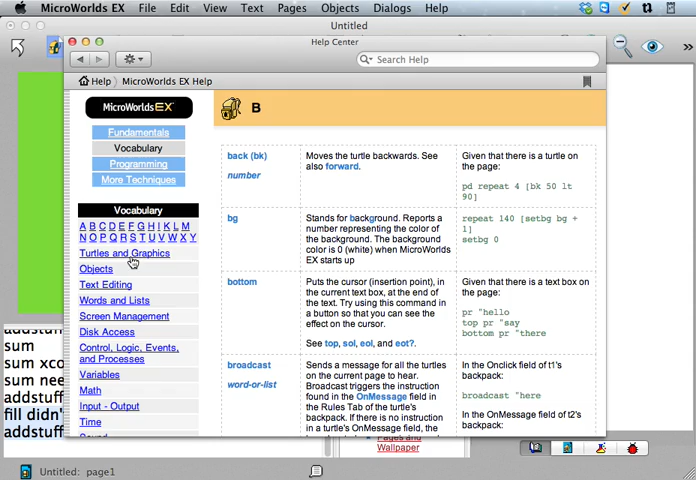 MicroWorlds EX File Edit View Text Pages Objects Dialogs Help
Untitled
Help Center
Search Help
Help MicroWorlds EX Help
MicroWorlds EX
Fundamentals
Vocabulary
Programming
More Techniques
Vocabulary
A B C D E F G H I K L M
N O P Q R S T U V W X Y
Turtles and Graphics
Objects
Text Editing
Words and Lists
Screen Management
Disk Access
Control, Logic, Events,
and Processes
Variables
Math
Input - Output
Time
B
back (bk)
number
Moves the turtle backwards. See
also forward.
Given that there is a turtle on
the page:
pd repeat 4 [bk 50 lt
90]
bg
Stands for background. Reports a
number representing the color of
the background. The background
color is 0 (white) when MicroWorlds
EX starts up
repeat 140 [setbg bg +
1]
setbg 0
bottom
Puts the cursor (insertion point), in
the current text box, at the end of
the text. Try using this command in
a button so that you can see the
effect on the cursor.
See top, sol, eol, and eot?.
Given that there is a text box on
the page:
pr "hello
top pr "say
bottom pr "there
broadcast
word-or-list
Sends a message for all the turtles
on the current page to hear.
Broadcast triggers the instruction
found in the OnMessage field in
the Rules Tab of the turtle's
backpack. If there is no instruction
in a turtle's OnMessage field, the
In the Onclick field of t1's
backpack:
broadcast "here
In the OnMessage field of t2's
backpack:
addstuf
sum
sum xco
sum nee
addstuff
fill didn'
addstuff
Pages and
Wallpaper
Untitled: page1